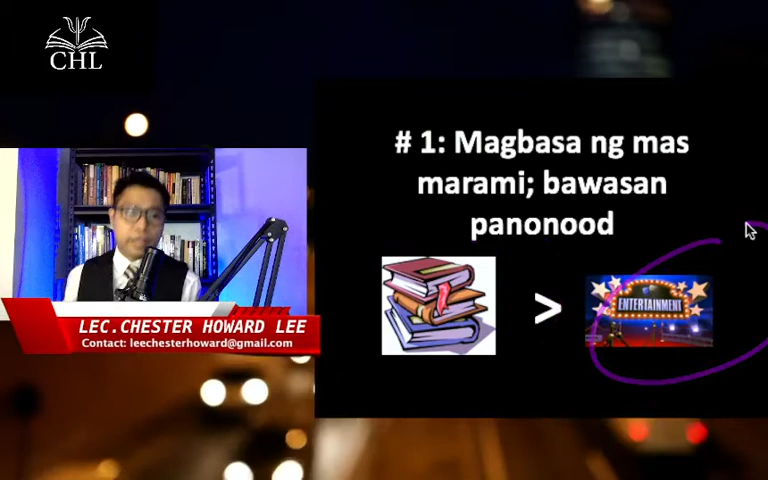 CHL
# 1: Magbasa ng mas
marami; bawasan
panonood
ENTERTAINMENT
>
LEC.CHESTER HOWARD LEE
Contact: leechesterhoward@gmail.com